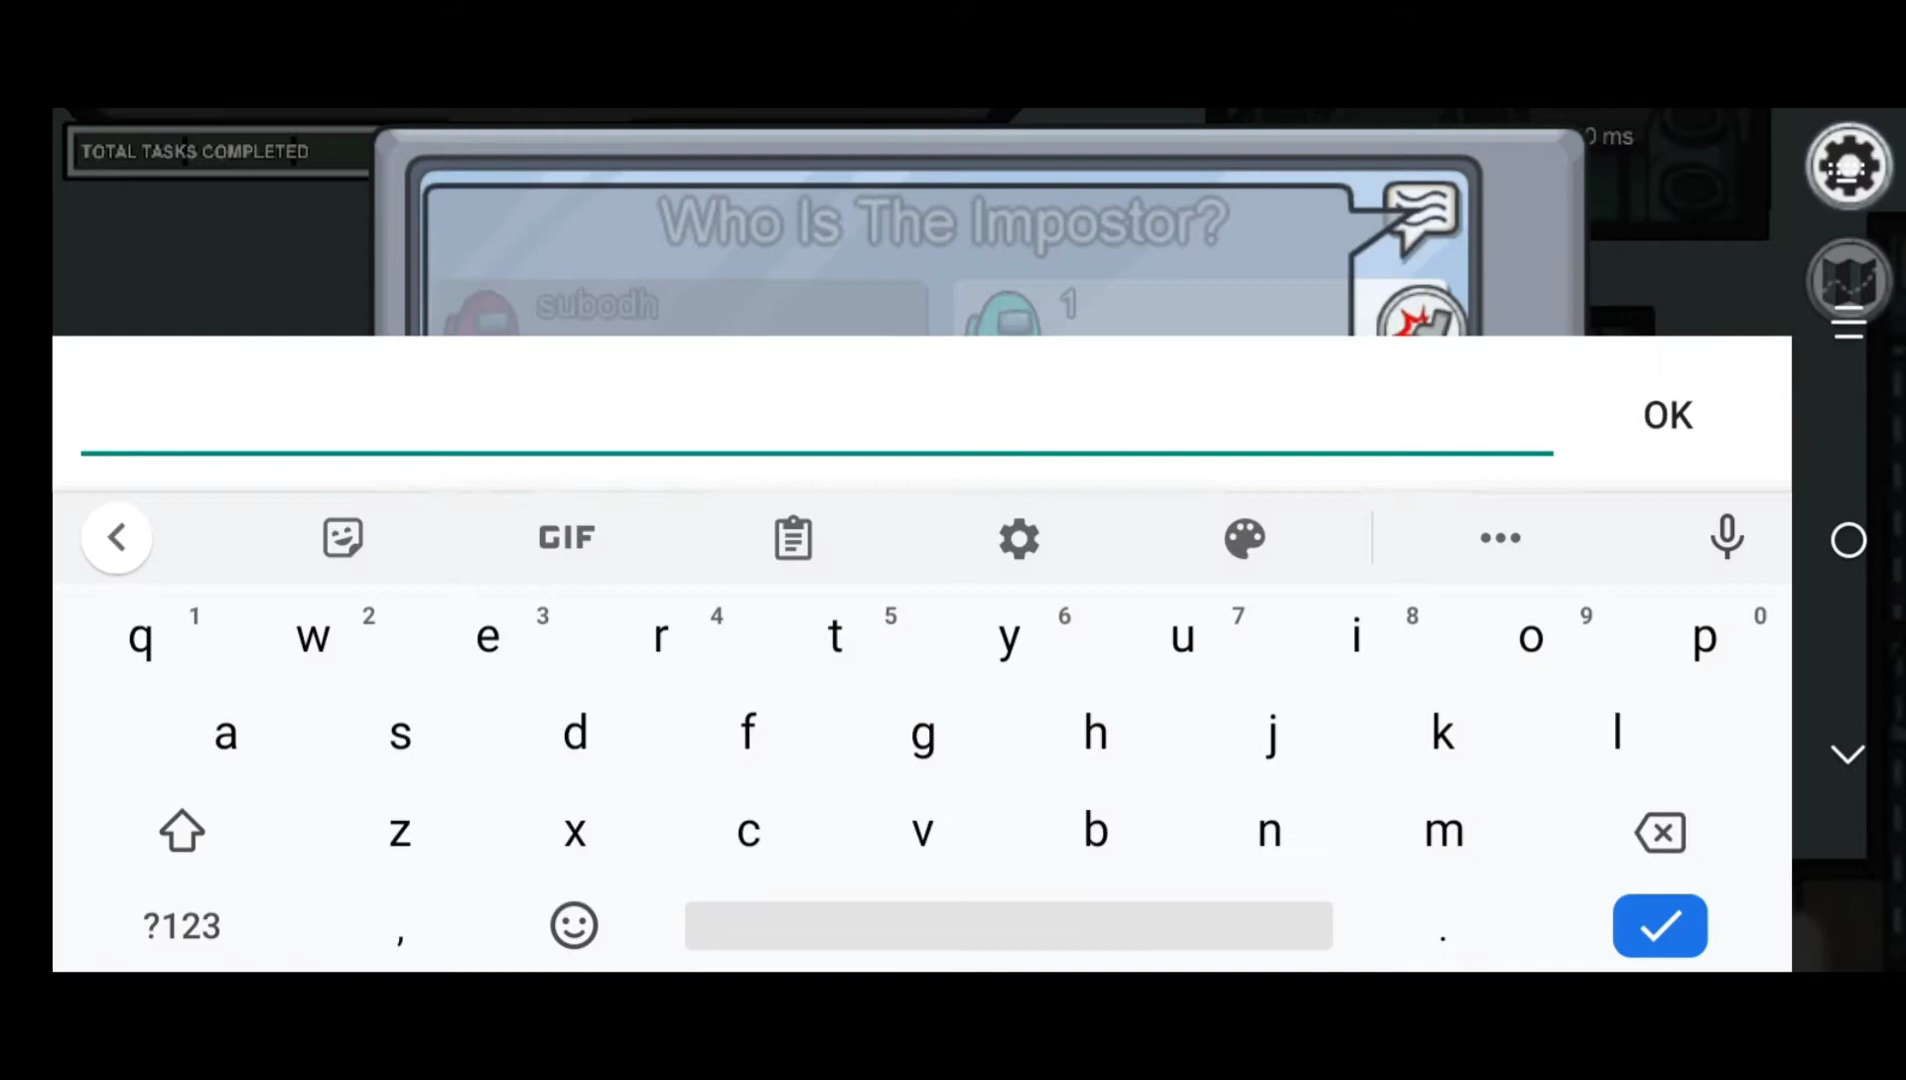 TOTAL TASKS COMPLETED
0 ms
Who Is The Impostor?
subodh 1
OK
GIF
q 1 w 2 e 3 r 4 t 5 y 6 u 7 i 8 o 9 p 0
a s d f g h j k l
z x c v b n m
?123 , .